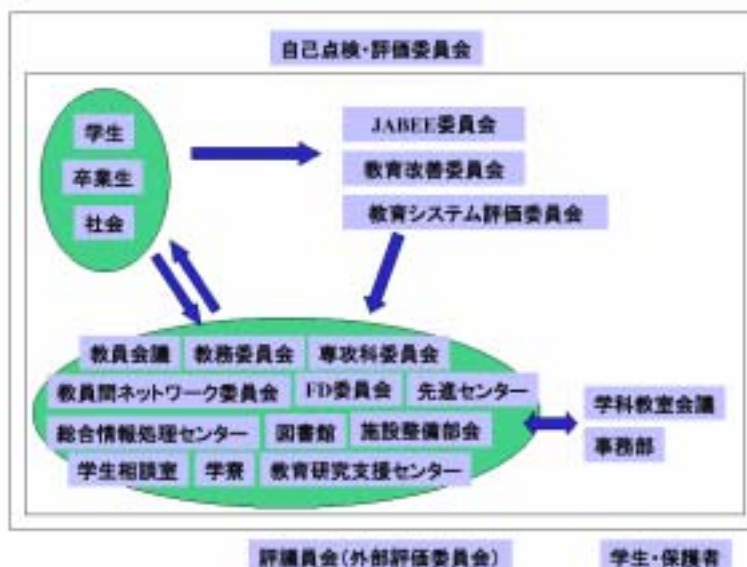 自己点検・評価委員会
学生
卒業生
社会
JABEE委員会
教育改善委員会
教育システム評価委員会
教員会議 教務委員会 専攻科委員会
教員間ネットワーク委員会 FD委員会 先進センター
総合情報処理センター 図書館 施設整備部会
学生相談室 学寮 教育研究支援センター
学科教室会議
事務部
評議員会(外部評価委員会) 学生・保護者